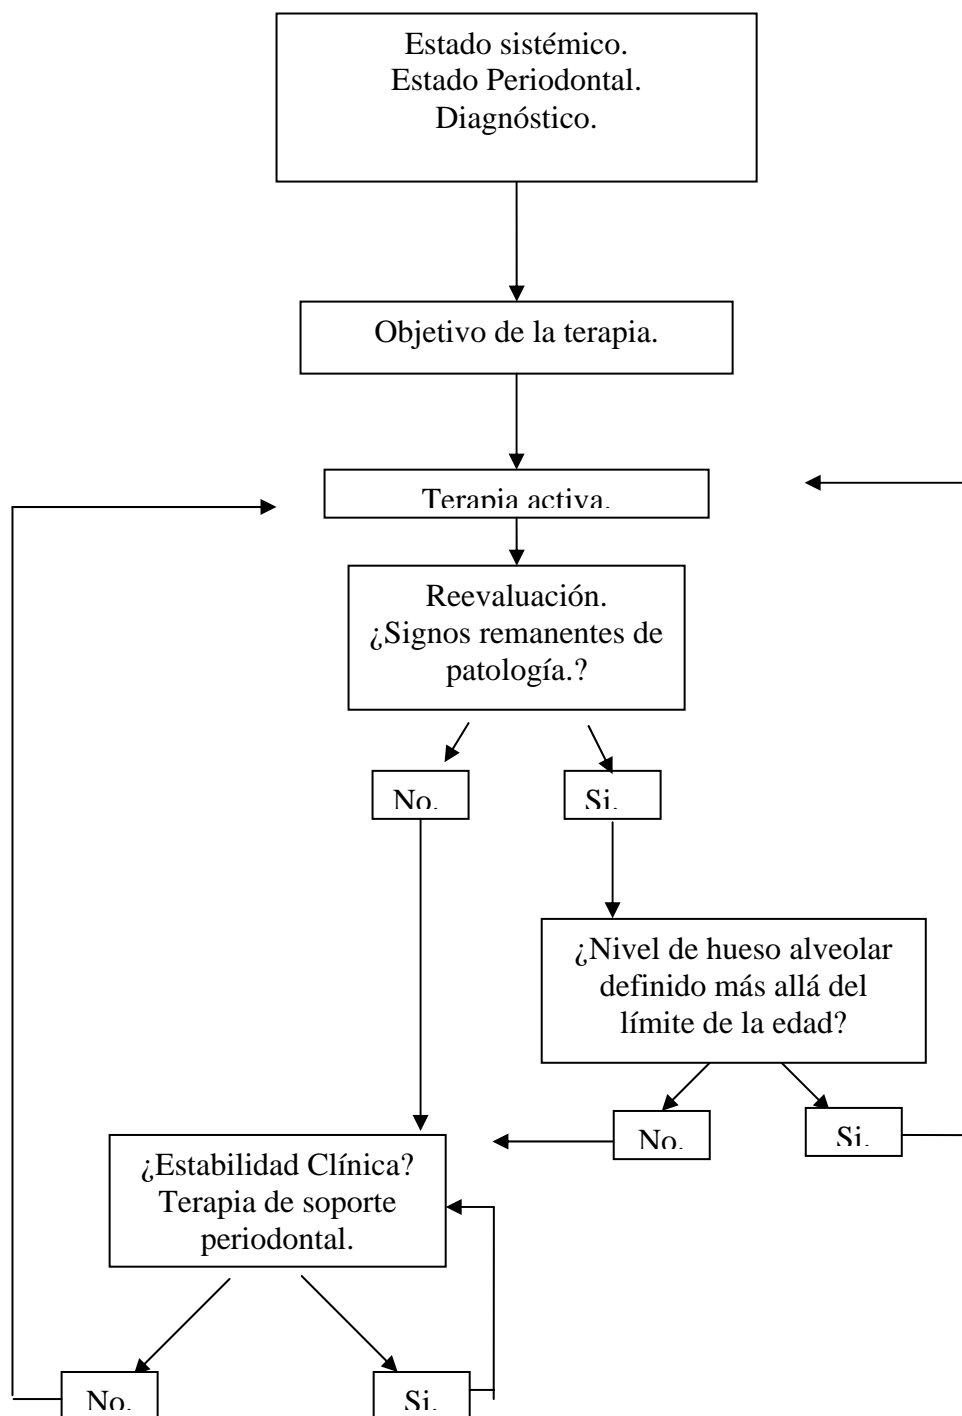 Estado sistémico.
Estado Periodontal.
Diagnóstico.
Objetivo de la terapia.
Terapia activa.
Reevaluación.
¿Signos remanentes de
patología.?
No.
Si.
¿Nivel de hueso alveolar
definido más allá del
límite de la edad?
No.
Si.
¿Estabilidad Clínica?
Terapia de soporte
periodontal.
No.
Si.